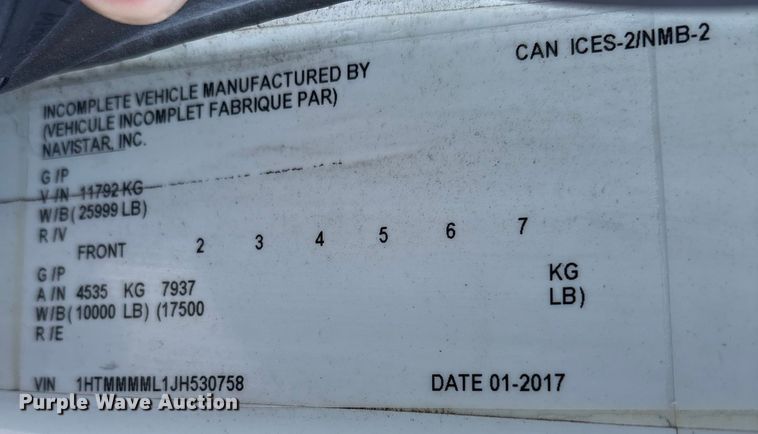 CAN ICES-2/NMB-2
INCOMPLETE VEHICLE MANUFACTURED BY
(VEHICULE INCOMPLET FABRIQUE PAR)
NAVISTAR, INC.
G /P
V /N 11792 KG
W/B( 25999 LB)
R /V
FRONT 2 3 4 5 6 7
G /P
A /N 4535 KG 7937 KG
W/B( 10000 LB) (17500 LB)
R /E
VIN 1HTMMMML1JH530758 DATE 01-2017
Purple Wave Auction